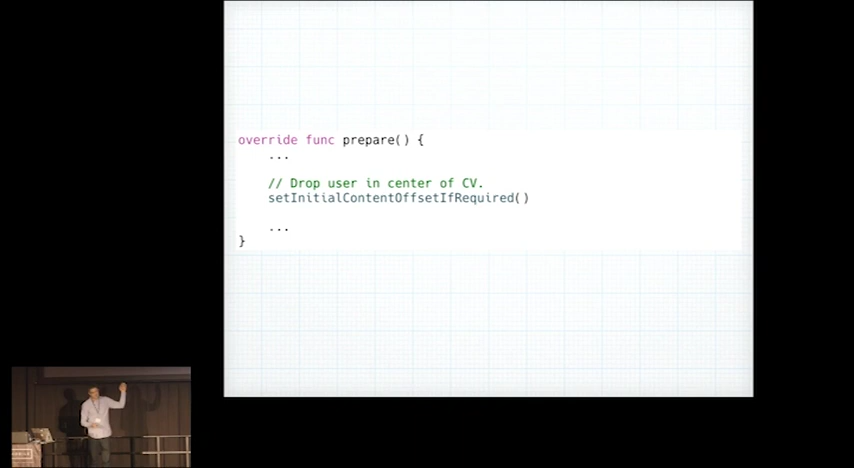 override func prepare() {
...
// Drop user in center of CV.
setInitialContentOffsetIfRequired()
...
}